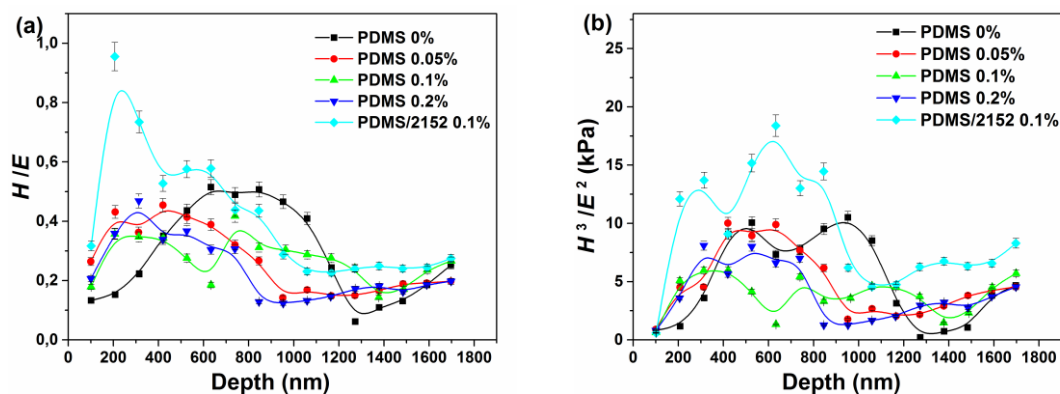 (a)
PDMS 0%
PDMS 0.05%
PDMS 0.1%
PDMS 0.2%
PDMS/2152 0.1%
1,0
0,8
0,6
0,4
0,2
0,0
H/E
0 200 400 600 800 1000 1200 1400 1600 1800
Depth (nm)
(b)
PDMS 0%
PDMS 0.05%
PDMS 0.1%
PDMS 0.2%
PDMS/2152 0.1%
25
20
15
10
5
0
H³/E² (kPa)
0 200 400 600 800 1000 1200 1400 1600 1800
Depth (nm)